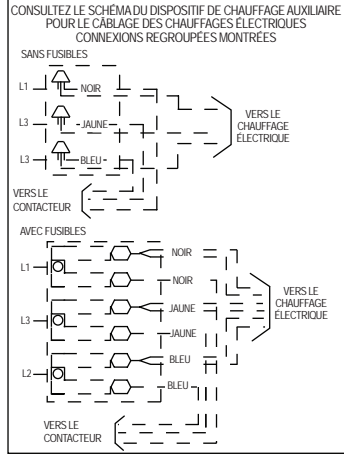 CONSULTEZ LE SCHÉMA DU DISPOSITIF DE CHAUFFAGE AUXILIAIRE
POUR LE CÂBLAGE DES CHAUFFAGES ÉLECTRIQUES
CONNEXIONS REGROUPÉES MONTRÉES
SANS FUSIBLES
L1
NOIR
L3
JAUNE
VERS LE
CHAUFFAGE
ÉLECTRIQUE
L3
BLEU
VERS LE
CONTACTEUR
AVEC FUSIBLES
NOIR
L1
NOIR
JAUNE
VERS LE
CHAUFFAGE
ÉLECTRIQUE
L3
JAUNE
BLEU
L2
BLEU
VERS LE
CONTACTEUR